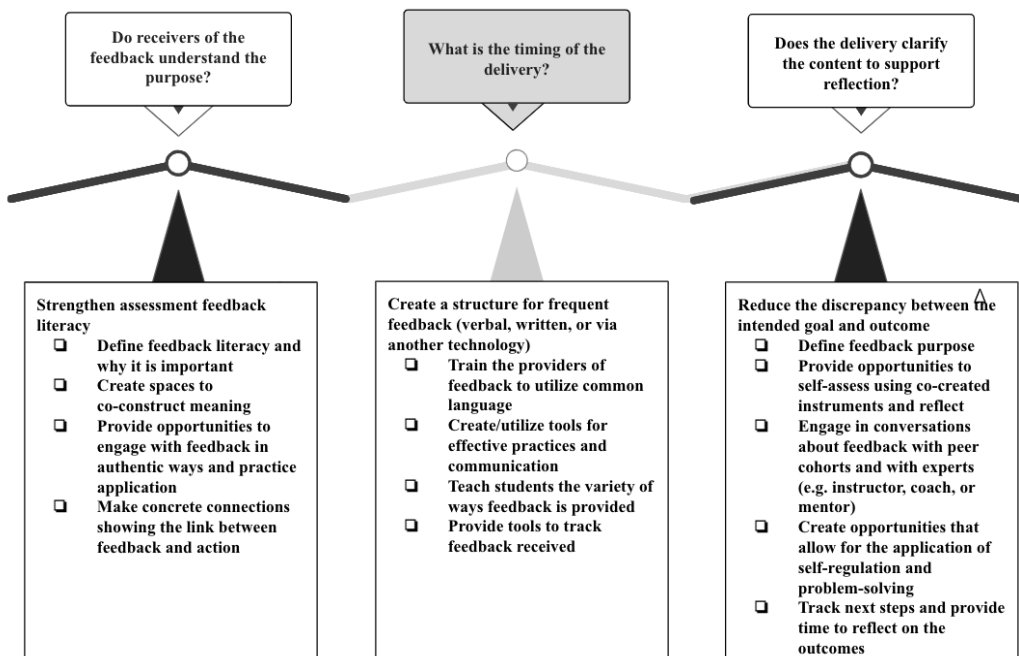 Do receivers of the
feedback understand the
purpose?
What is the timing of the
delivery?
Does the delivery clarify
the content to support
reflection?
Strengthen assessment feedback
literacy
❏ Define feedback literacy and
why it is important
❏ Create spaces to
co-construct meaning
❏ Provide opportunities to
engage with feedback in
authentic ways and practice
application
❏ Make concrete connections
showing the link between
feedback and action
Create a structure for frequent
feedback (verbal, written, or via
another technology)
❏ Train the providers of
feedback to utilize common
language
❏ Create/utilize tools for
effective practices and
communication
❏ Teach students the variety of
ways feedback is provided
❏ Provide tools to track
feedback received
Reduce the discrepancy between the
intended goal and outcome
❏ Define feedback purpose
❏ Provide opportunities to
self-assess using co-created
instruments and reflect
❏ Engage in conversations
about feedback with peer
cohorts and with experts
(e.g. instructor, coach, or
mentor)
❏ Create opportunities that
allow for the application of
self-regulation and
problem-solving
❏ Track next steps and provide
time to reflect on the
outcomes